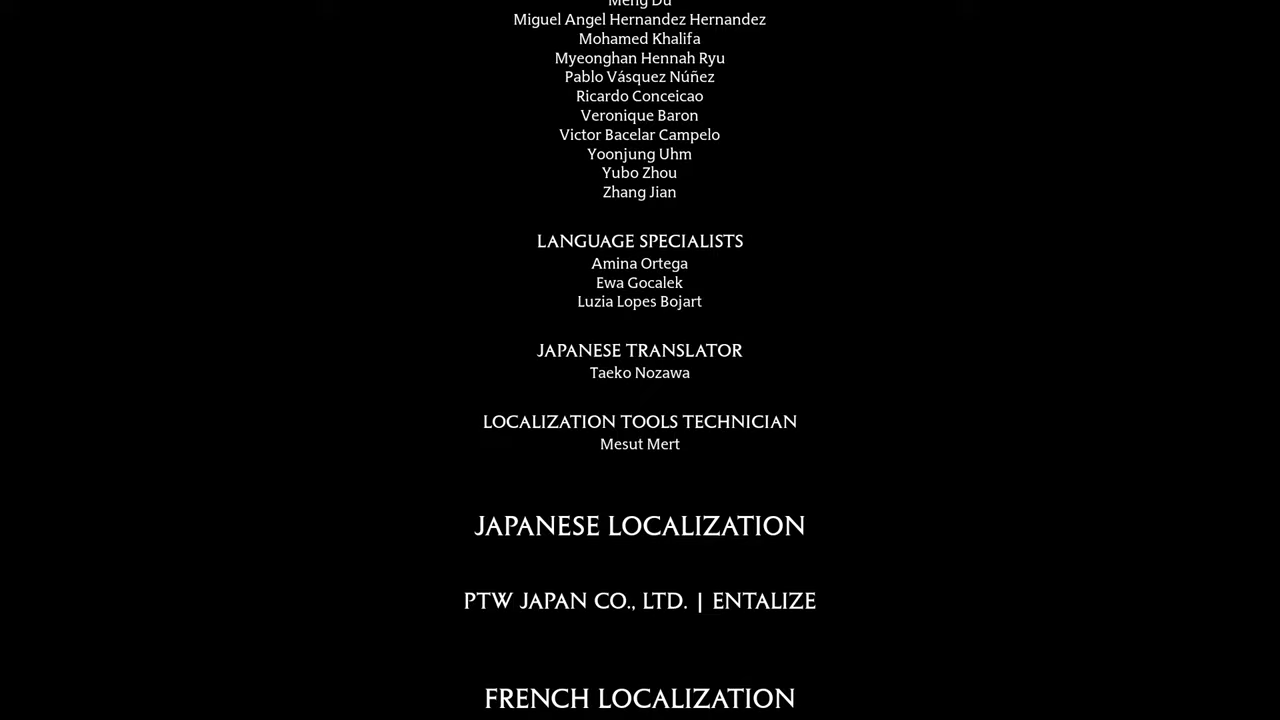 Meng Du
Miguel Angel Hernandez Hernandez
Mohamed Khalifa
Myeonghan Hennah Ryu
Pablo Vásquez Núñez
Ricardo Conceicao
Veronique Baron
Victor Bacelar Campelo
Yoonjung Uhm
Yubo Zhou
Zhang Jian
LANGUAGE SPECIALISTS
Amina Ortega
Ewa Gocalek
Luzia Lopes Bojart
JAPANESE TRANSLATOR
Taeko Nozawa
LOCALIZATION TOOLS TECHNICIAN
Mesut Mert
JAPANESE LOCALIZATION
PTW JAPAN CO., LTD. | ENTALIZE
FRENCH LOCALIZATION